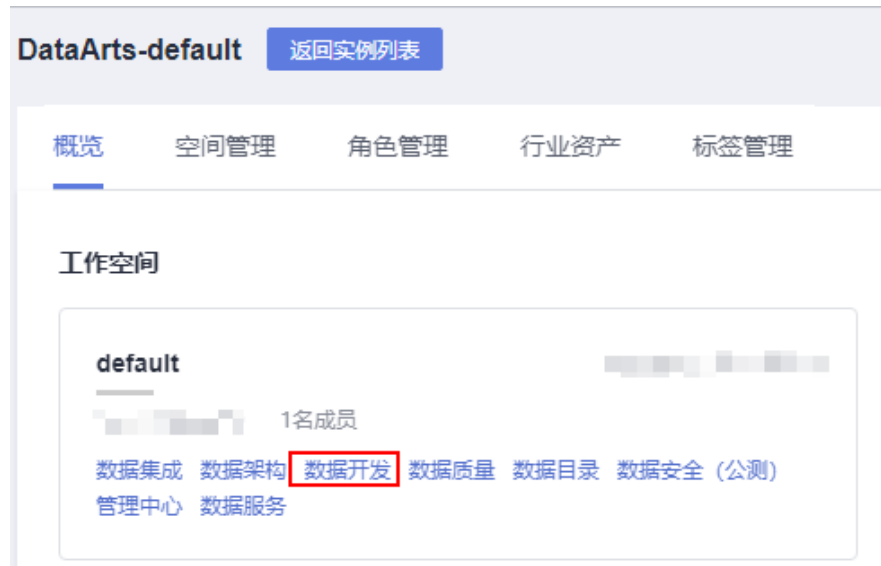 DataArts-default 返回实例列表
概览 空间管理 角色管理 行业资产 标签管理
工作空间
default
1名成员
数据集成 数据架构 数据开发 数据质量 数据目录 数据安全 (公测)
管理中心 数据服务